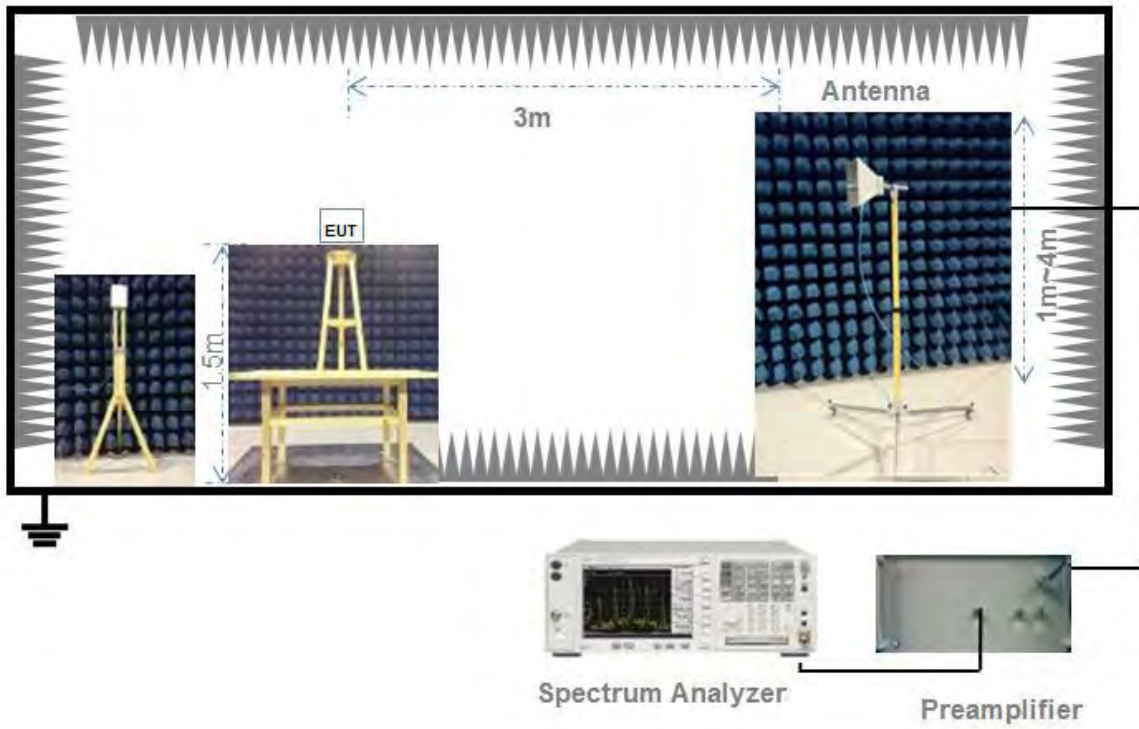 Antenna
3m
EUT
1.5m
1m~4m
Spectrum Analyzer
Preamplifier